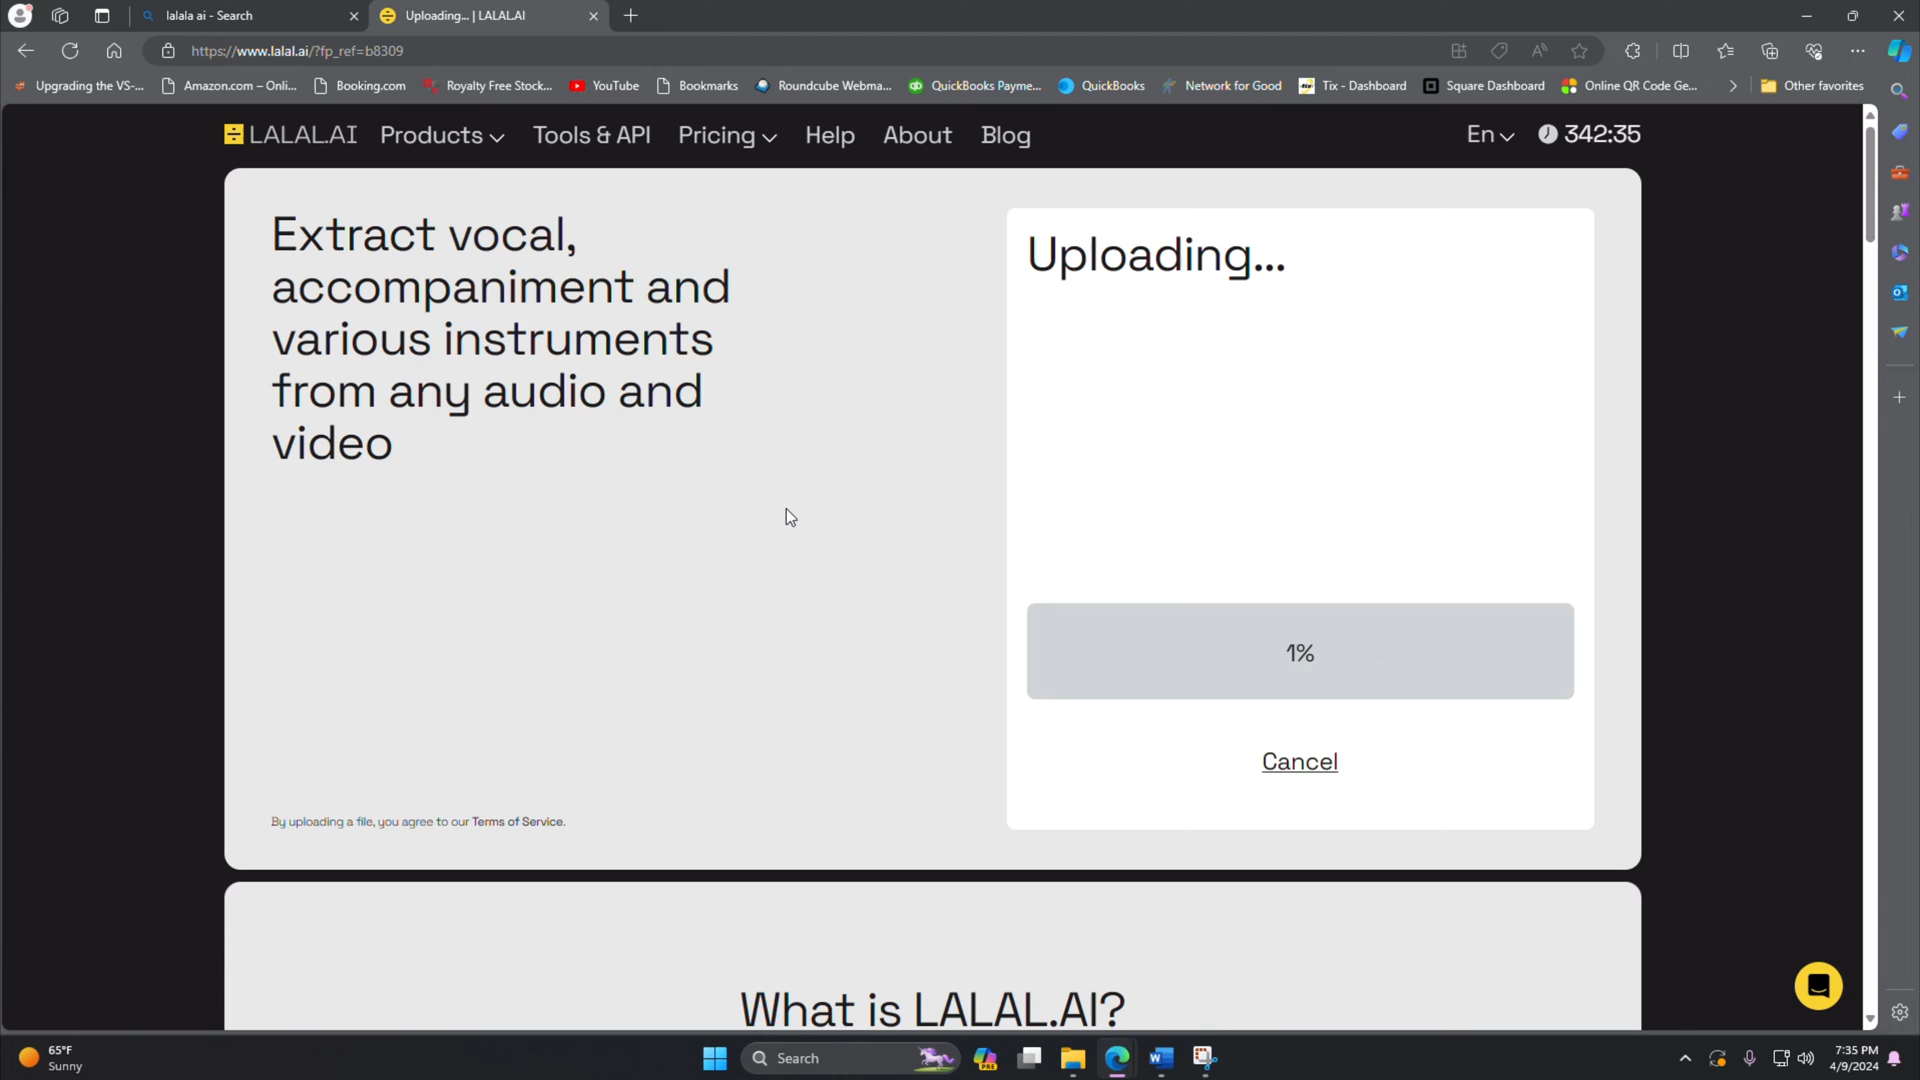 lalala ai - Search
Uploading... | LALAL.AI
https://www.lalal.ai/?fp_ref=b8309
Upgrading the VS-...
Amazon.com – Onli...
Booking.com
Royalty Free Stock...
YouTube
Bookmarks
Roundcube Webma...
QuickBooks Payme...
QuickBooks
Network for Good
Tix - Dashboard
Square Dashboard
Online QR Code Ge...
Other favorites
LALAL.AI
Products
Tools & API
Pricing
Help
About
Blog
En
342:35
Extract vocal,
accompaniment and
various instruments
from any audio and
video
By uploading a file, you agree to our Terms of Service.
Uploading...
1%
Cancel
What is LALAL.AI?
65°F
Sunny
Search
PRE
7:35 PM
4/9/2024